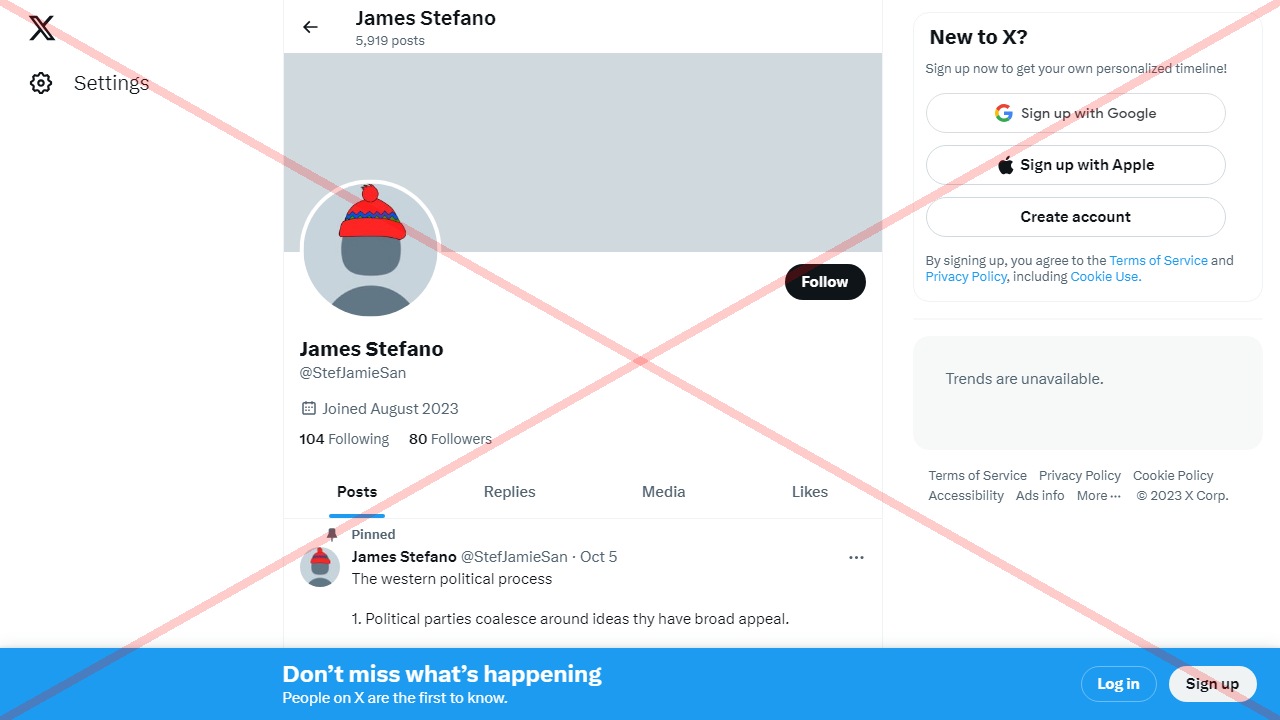 James Stefano
5,919 posts
Settings
Follow
James Stefano
@StefJamieSan
Joined August 2023
104 Following 80 Followers
Posts Replies Media Likes
Pinned
James Stefano @StefJamieSan · Oct 5
The western political process
1. Political parties coalesce around ideas thy have broad appeal.
New to X?
Sign up now to get your own personalized timeline!
Sign up with Google
Sign up with Apple
Create account
By signing up, you agree to the Terms of Service and
Privacy Policy, including Cookie Use.
Trends are unavailable.
Terms of Service Privacy Policy Cookie Policy
Accessibility Ads info More ··· © 2023 X Corp.
Don’t miss what’s happening
People on X are the first to know.
Log in Sign up